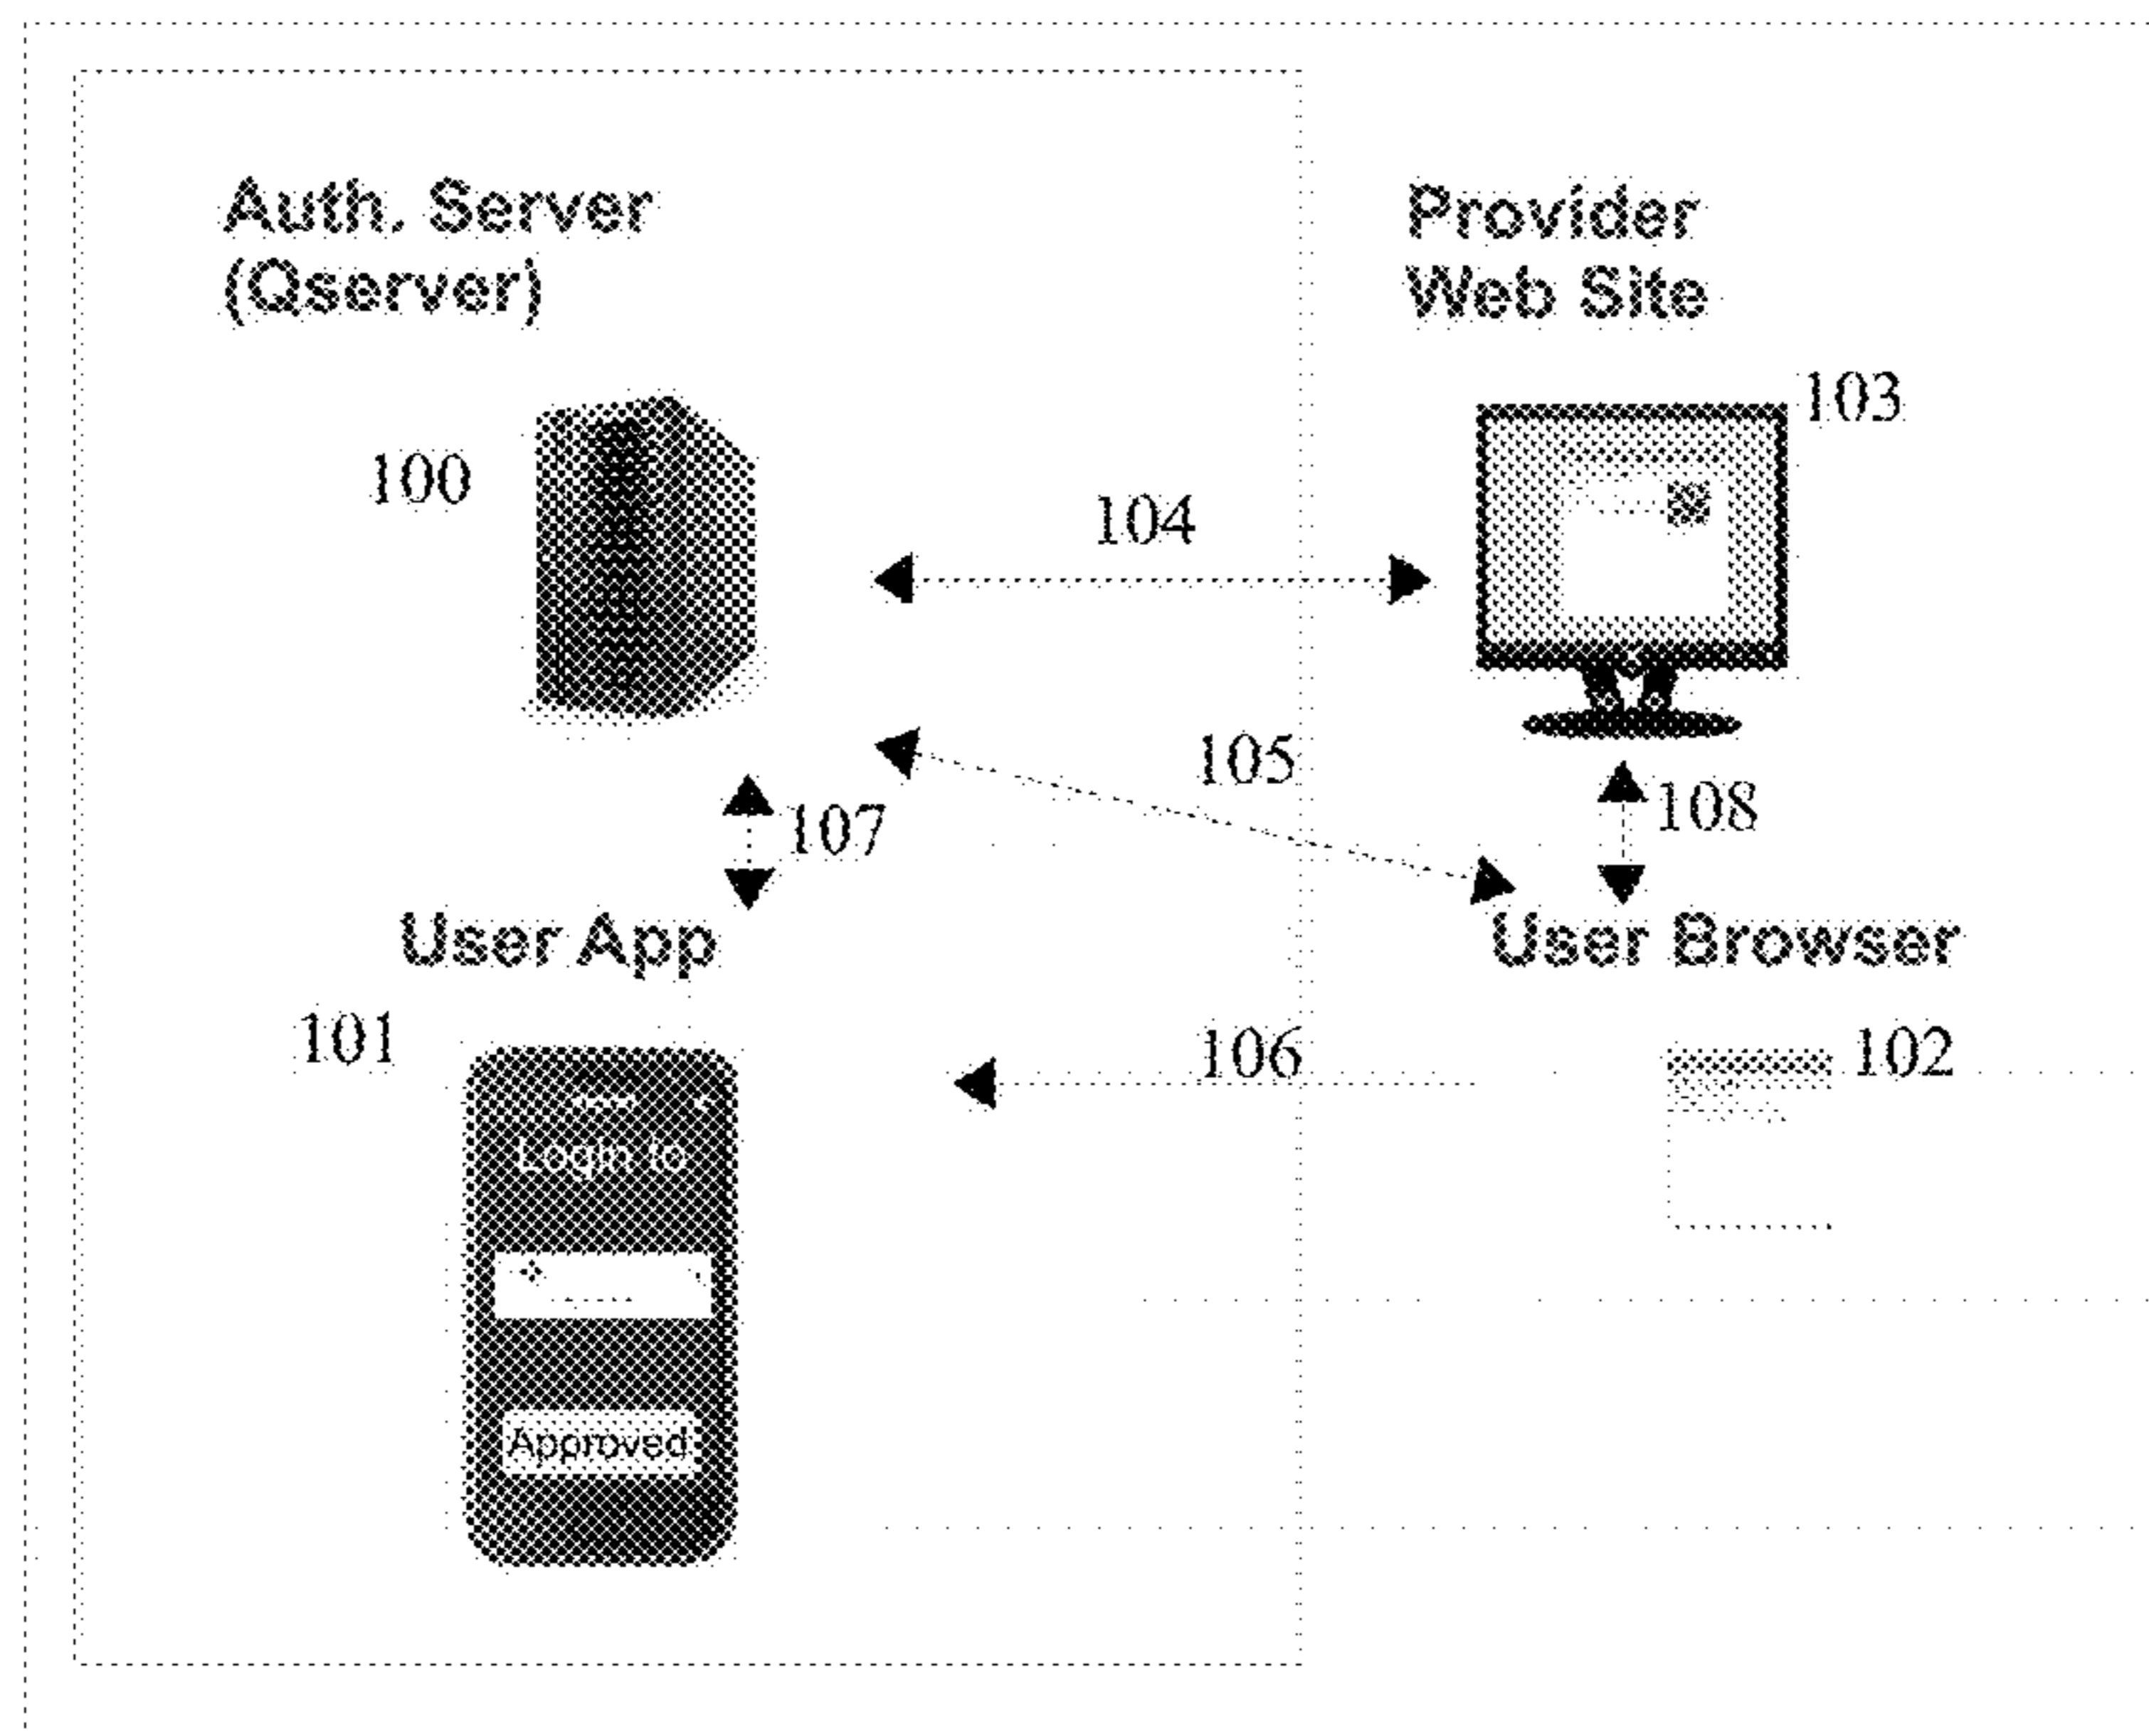 Auth. Server
(Qserver)
Provider
Web Site
103
100
104
105
108
107
User App
User Browser
101
106
102
Login to
Approved